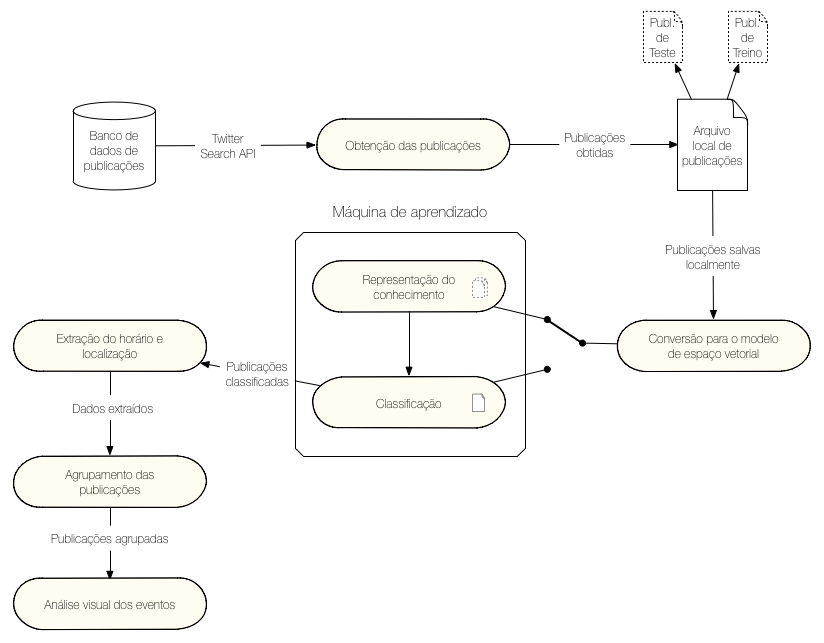 Publ.
de
Teste
Publ.
de
Treino
Banco de
dados de
publicações
Twitter
Search API
Obtenção das publicações
Publicações
obtidas
Arquivo
local de
publicações
Máquina de aprendizado
Publicações salvas
localmente
Representação do
conhecimento
Extração do horário e
localização
Publicações
classificadas
Conversão para o modelo
de espaço vetorial
Classificação
Dados extraídos
Agrupamento das
publicações
Publicações agrupadas
Análise visual dos eventos